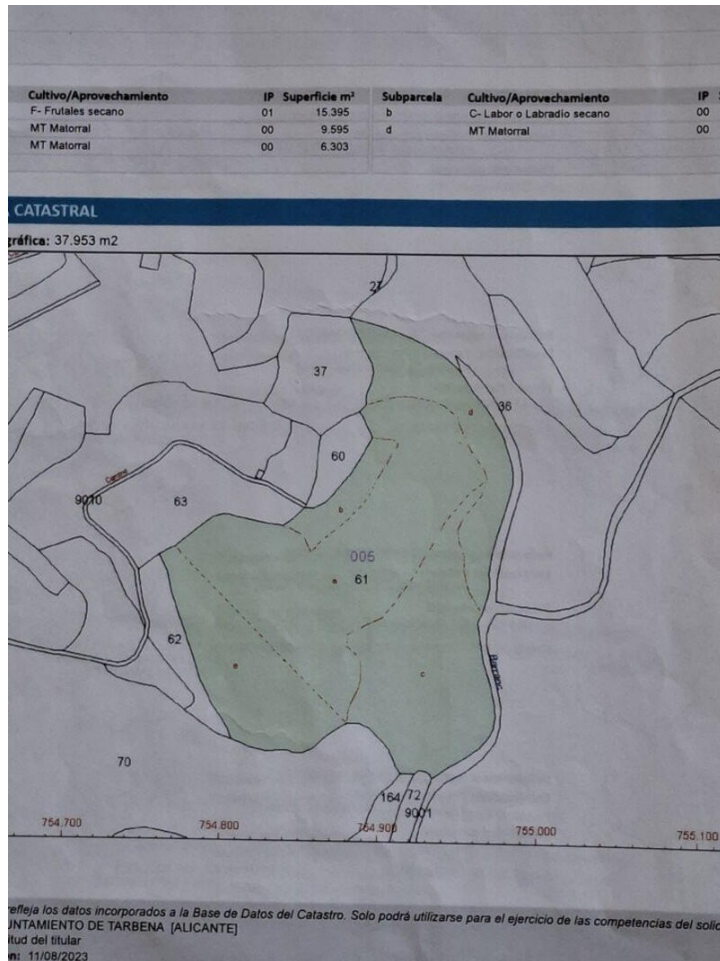 Cultivo/Aprovechamiento IP Superficie m² Subparcela Cultivo/Aprovechamiento IP
F- Frutales secano 01 15.395 b C- Labor o Labradio secano 00
MT Matorral 00 9.595 d MT Matorral 00
MT Matorral 00 6.303
CATASTRAL
gráfica: 37.953 m2
27
37
36
d
60
9010
63
b
005
a 61
62
e
c
Barranc
70
164 72
9001
754.700 754.800 754.900 755.000 755.100
refleja los datos incorporados a la Base de Datos del Catastro. Solo podrá utilizarse para el ejercicio de las competencias del solic
UNTAMIENTO DE TARBENA [ALICANTE]
itud del titular
n: 11/08/2023